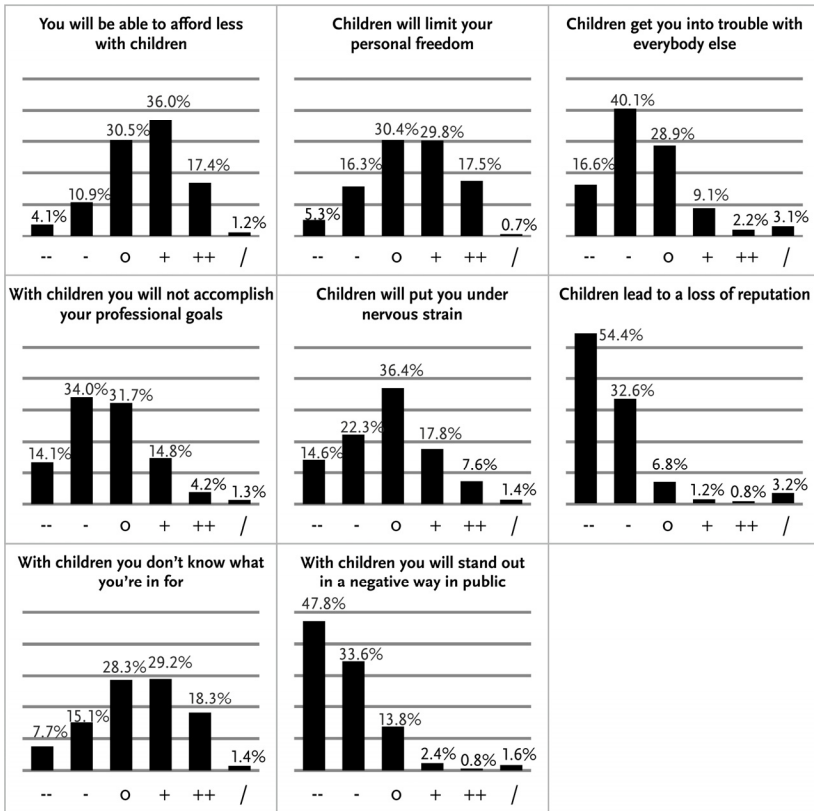 You will be able to afford less
with children
36.0%
30.5%
17.4%
10.9%
4.1%
1.2%
-- - o + ++ /
Children will limit your
personal freedom
30.4% 29.8%
16.3%
17.5%
5.3%
0.7%
-- - o + ++ /
Children get you into trouble with
everybody else
40.1%
28.9%
16.6%
9.1%
2.2% 3.1%
-- - o + ++ /
With children you will not accomplish
your professional goals
34.0% 31.7%
14.1%
14.8%
4.2%
1.3%
-- - o + ++ /
Children will put you under
nervous strain
36.4%
22.3%
17.8%
14.6%
7.6%
1.4%
-- - o + ++ /
Children lead to a loss of reputation
54.4%
32.6%
6.8%
1.2% 0.8% 3.2%
-- - o + ++ /
With children you don’t know what
you’re in for
28.3% 29.2%
18.3%
15.1%
7.7%
1.4%
-- - o + ++ /
With children you will stand out
in a negative way in public
47.8%
33.6%
13.8%
2.4% 0.8% 1.6%
-- - o + ++ /